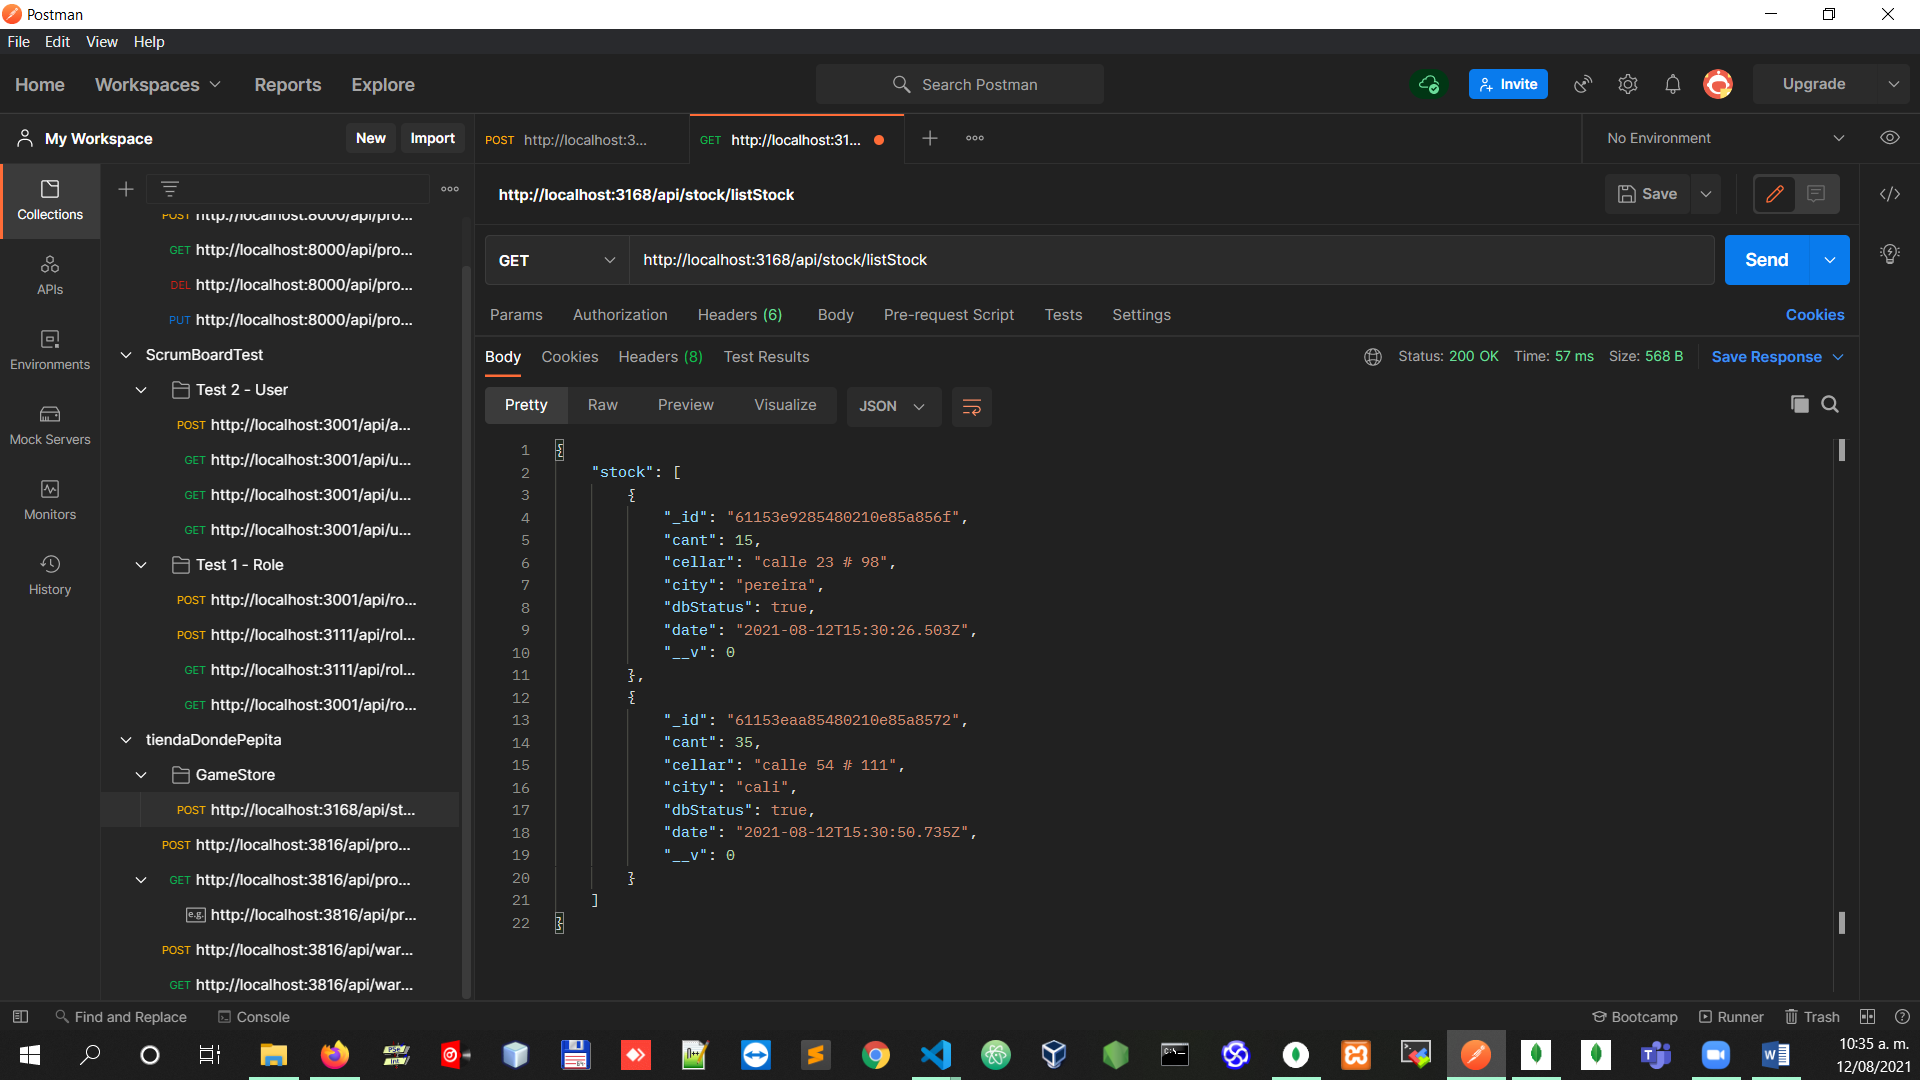 Postman
File Edit View Help
Home Workspaces Reports Explore Search Postman Invite Upgrade
My Workspace New Import POST http://localhost:3... GET http://localhost:31... No Environment
http://localhost:3168/api/stock/listStock Save
GET http://localhost:3168/api/stock/listStock Send
Params Authorization Headers (6) Body Pre-request Script Tests Settings Cookies
Body Cookies Headers (8) Test Results Status: 200 OK Time: 57 ms Size: 568 B Save Response
Pretty Raw Preview Visualize JSON
Collections
APIs
Environments
Mock Servers
Monitors
History
POST http://localhost:8000/api/pro...
GET http://localhost:8000/api/pro...
DEL http://localhost:8000/api/pro...
PUT http://localhost:8000/api/pro...
ScrumBoardTest
Test 2 - User
POST http://localhost:3001/api/a...
GET http://localhost:3001/api/u...
GET http://localhost:3001/api/u...
GET http://localhost:3001/api/u...
Test 1 - Role
POST http://localhost:3001/api/ro...
POST http://localhost:3111/api/rol...
GET http://localhost:3111/api/rol...
GET http://localhost:3001/api/ro...
tiendaDondePepita
GameStore
POST http://localhost:3168/api/st...
POST http://localhost:3816/api/pro...
GET http://localhost:3816/api/pro...
e.g. http://localhost:3816/api/pr...
POST http://localhost:3816/api/war...
GET http://localhost:3816/api/war...
1 {
2 "stock": [
3 {
4 "_id": "61153e9285480210e85a856f",
5 "cant": 15,
6 "cellar": "calle 23 # 98",
7 "city": "pereira",
8 "dbStatus": true,
9 "date": "2021-08-12T15:30:26.503Z",
10 "__v": 0
11 },
12 {
13 "_id": "61153eaa85480210e85a8572",
14 "cant": 35,
15 "cellar": "calle 54 # 111",
16 "city": "cali",
17 "dbStatus": true,
18 "date": "2021-08-12T15:30:50.735Z",
19 "__v": 0
20 }
21 ]
22 }
Find and Replace Console Bootcamp Runner Trash
10:35 a. m.
12/08/2021